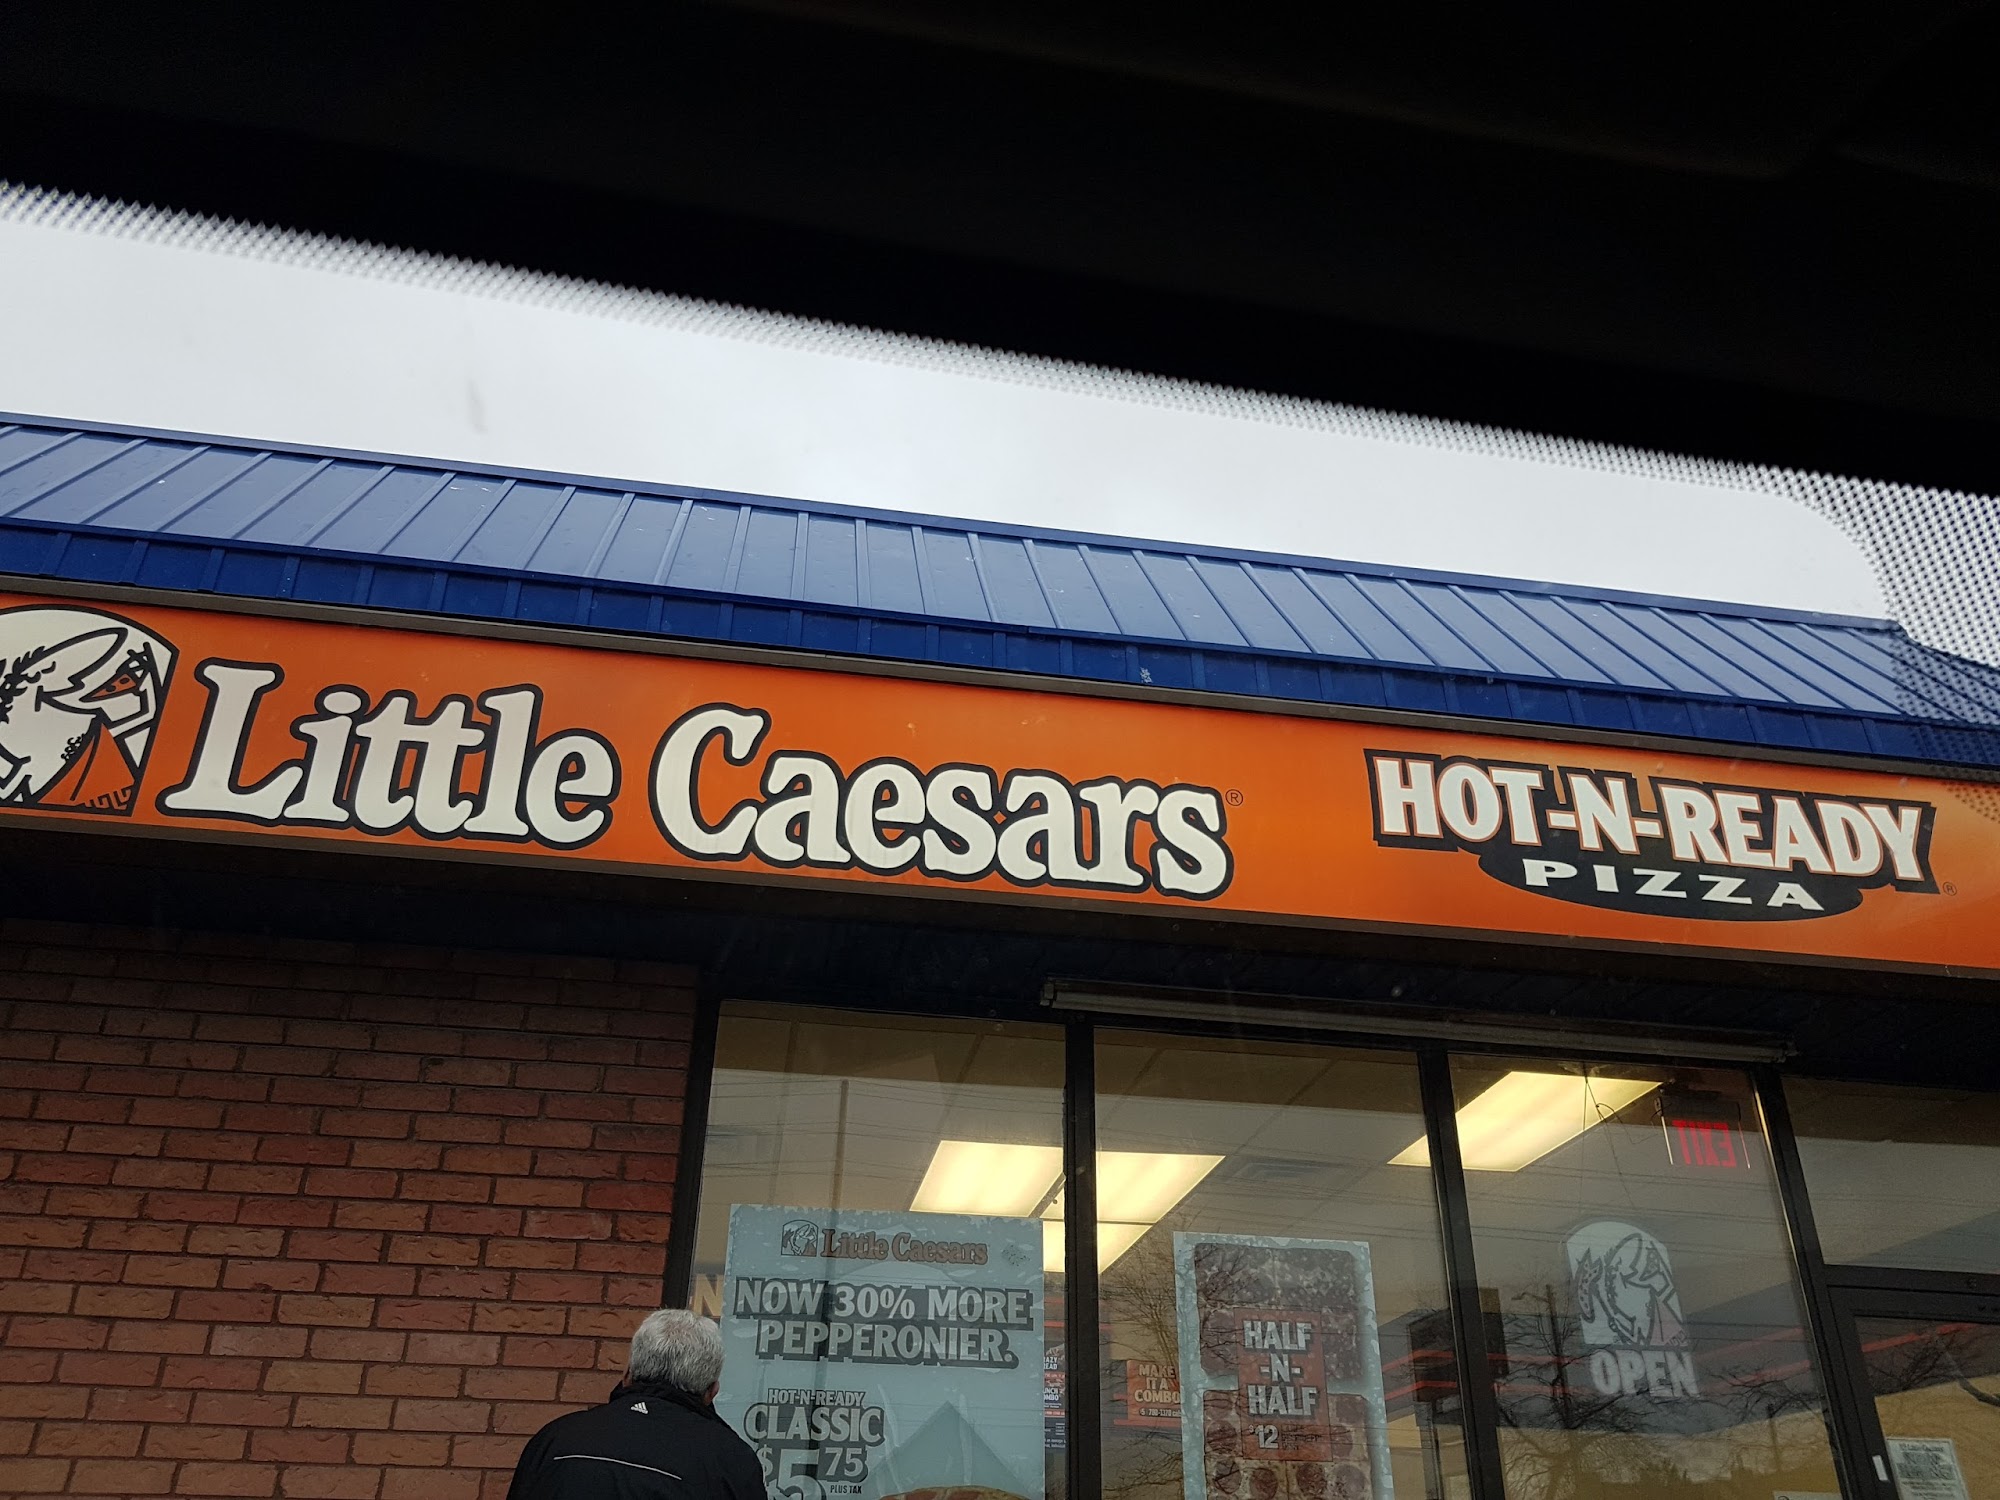 Little Caesars®
HOT-N-READY®
PIZZA
EXIT
Little Caesars
NOW 30% MORE
PEPPERONIER.
HOT-N-READY
CLASSIC
$5 75
PLUS TAX
MAKE
IT A
COMBO
HALF
-N-
HALF
$12
OPEN